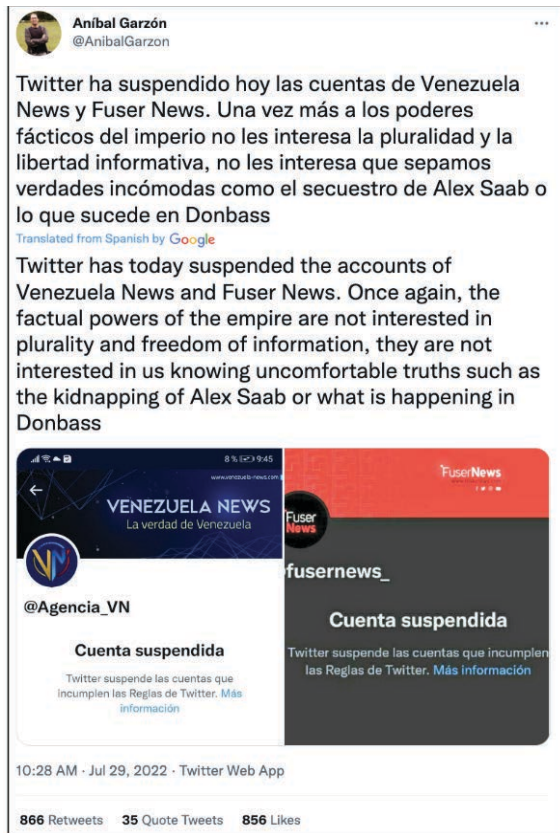 Aníbal Garzón
@AnibalGarzon
Twitter ha suspendido hoy las cuentas de Venezuela
News y Fuser News. Una vez más a los poderes
fácticos del imperio no les interesa la pluralidad y la
libertad informativa, no les interesa que sepamos
verdades incómodas como el secuestro de Alex Saab o
lo que sucede en Donbass
Translated from Spanish by Google
Twitter has today suspended the accounts of
Venezuela News and Fuser News. Once again, the
factual powers of the empire are not interested in
plurality and freedom of information, they are not
interested in us knowing uncomfortable truths such as
the kidnapping of Alex Saab or what is happening in
Donbass
8 % 9:45
www.venezuela-news.com
VENEZUELA NEWS
La verdad de Venezuela
VN
@Agencia_VN
Cuenta suspendida
Twitter suspende las cuentas que
incumplen las Reglas de Twitter. Más
información
FuserNews
Fuser
News
fusernews_
Cuenta suspendida
Twitter suspende las cuentas que incumplen
las Reglas de Twitter. Más información
10:28 AM · Jul 29, 2022 · Twitter Web App
866 Retweets 35 Quote Tweets 856 Likes